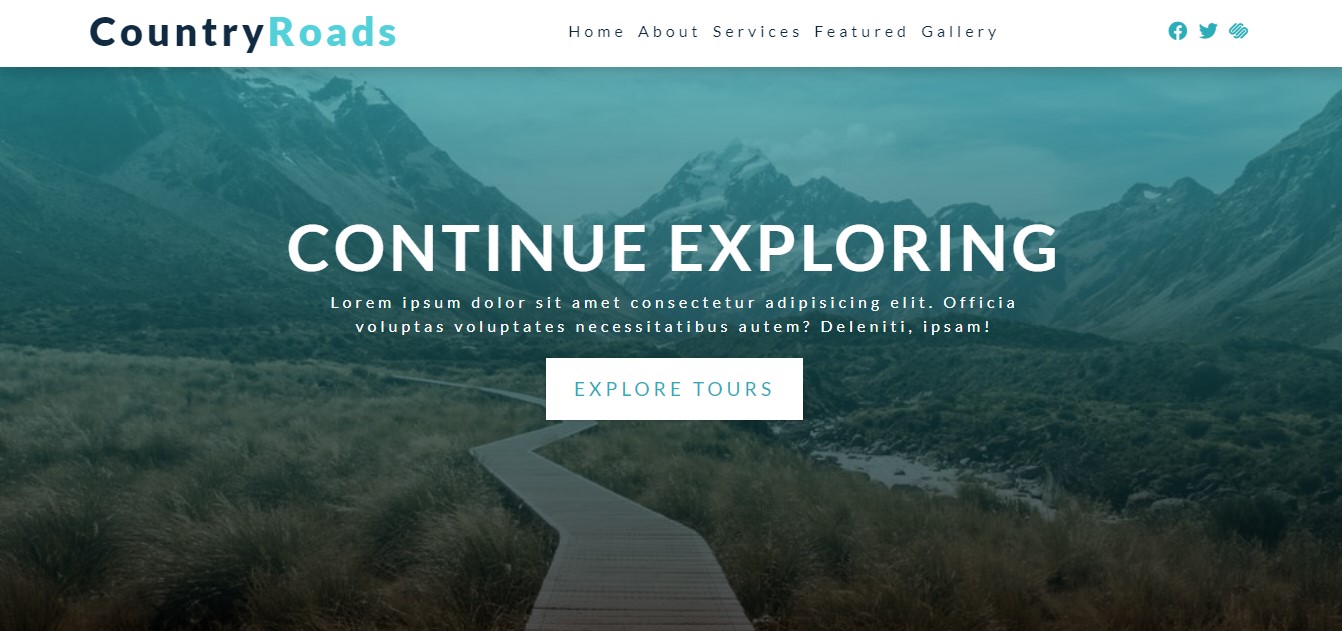 CountryRoads
Home About Services Featured Gallery
CONTINUE EXPLORING
Lorem ipsum dolor sit amet consectetur adipisicing elit. Officia
voluptas voluptates necessitatibus autem? Deleniti, ipsam!
EXPLORE TOURS